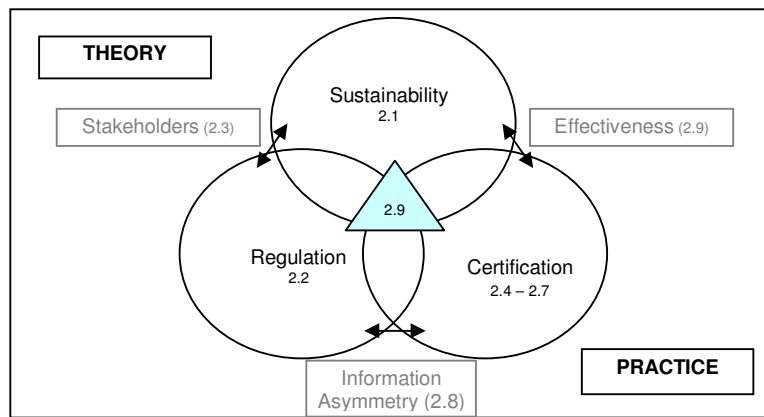 THEORY
Sustainability
2.1
Stakeholders (2.3)
Effectiveness (2.9)
2.9
Regulation
2.2
Certification
2.4 – 2.7
Information
Asymmetry (2.8)
PRACTICE